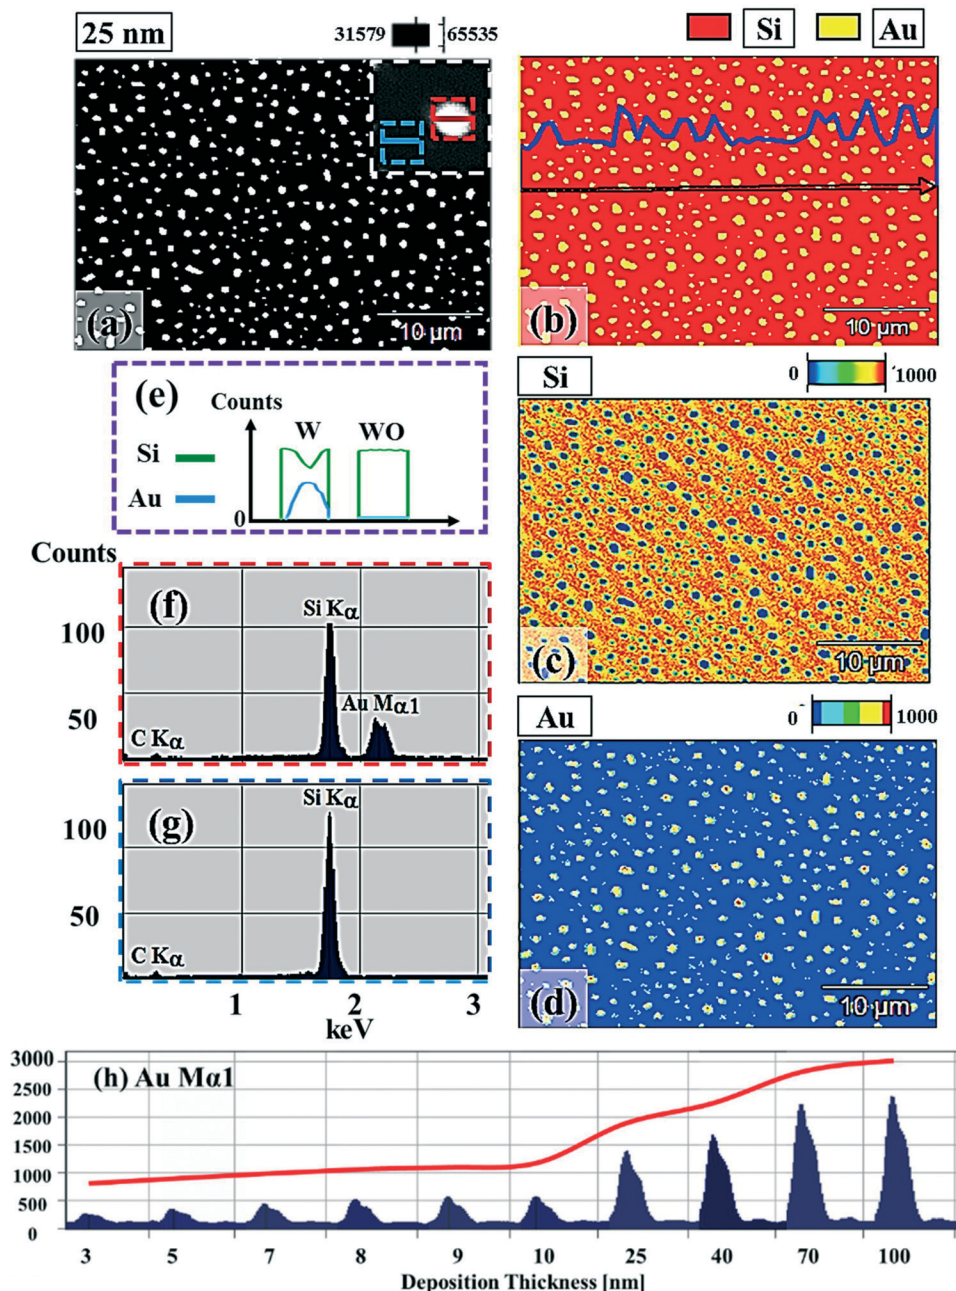 25 nm
31579 65535
(a)
10 µm
Si Au
(b)
10 µm
Si
0 1000
(c)
10 µm
Au
0 1000
(d)
10 µm
(e)
Counts
W WO
Si
Au
0
Counts
(f)
Si Kα
100
Au Mα1
50
C Kα
(g)
Si Kα
100
50
C Kα
1 2 3
keV
(h) Au Mα1
3000
2500
2000
1500
1000
500
0
3 5 7 8 9 10 25 40 70 100
Deposition Thickness [nm]